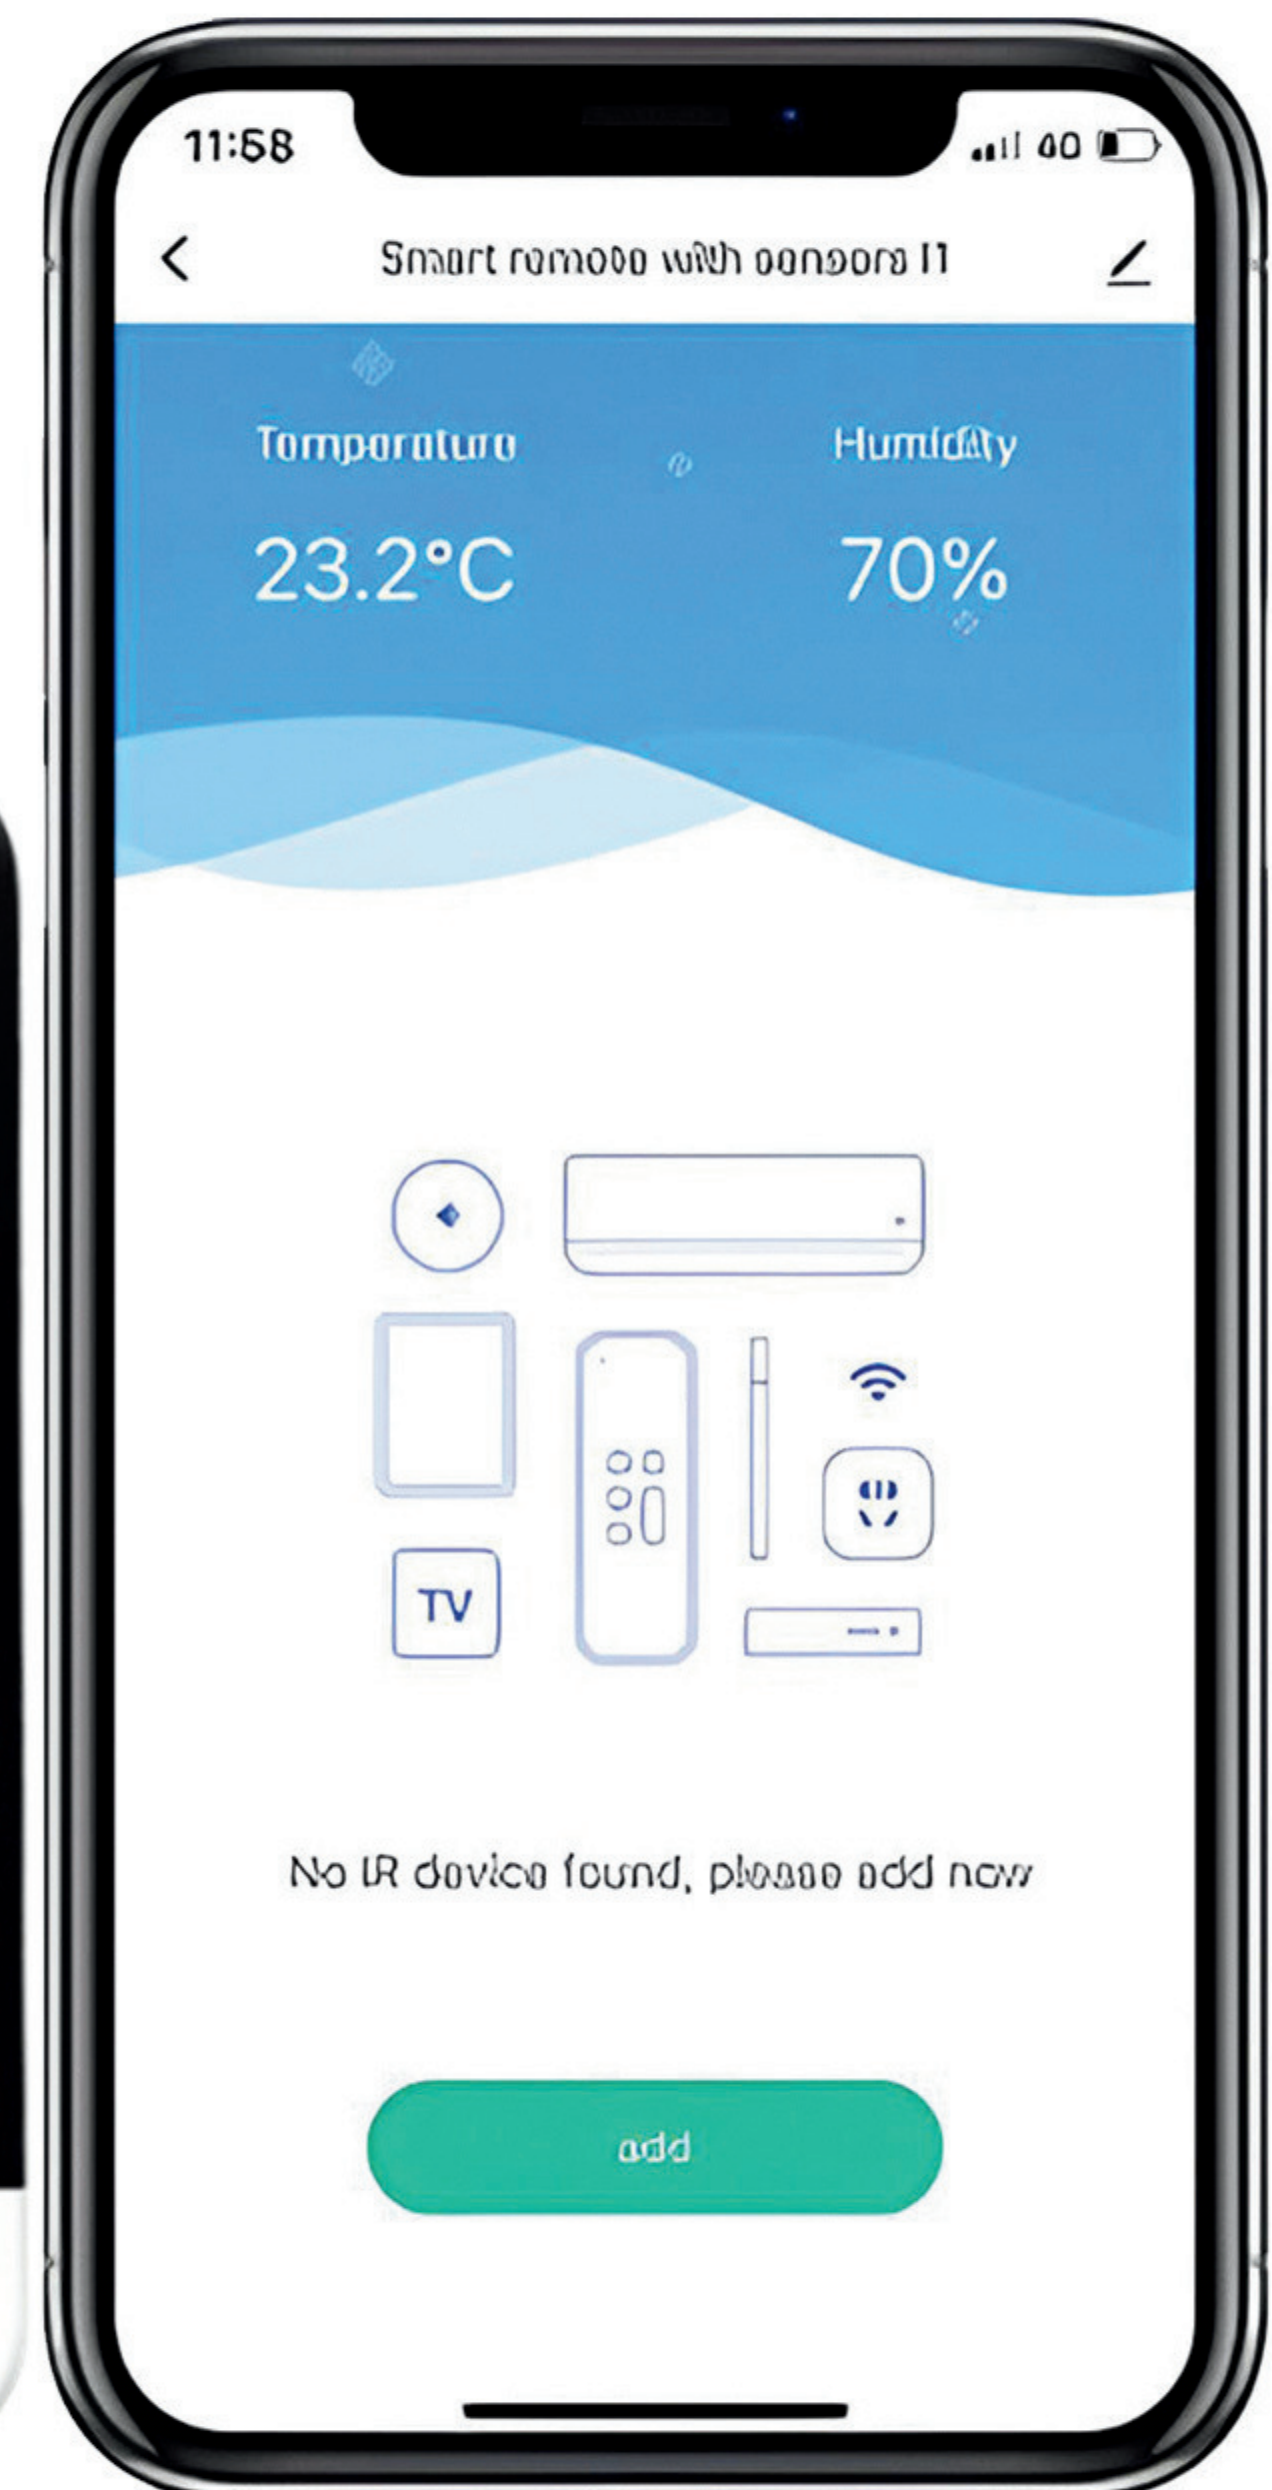 11:58
Smart remote with sensors
Temperature
Humidity
23.2°C
70%
TV
No IR device found, please add now
add